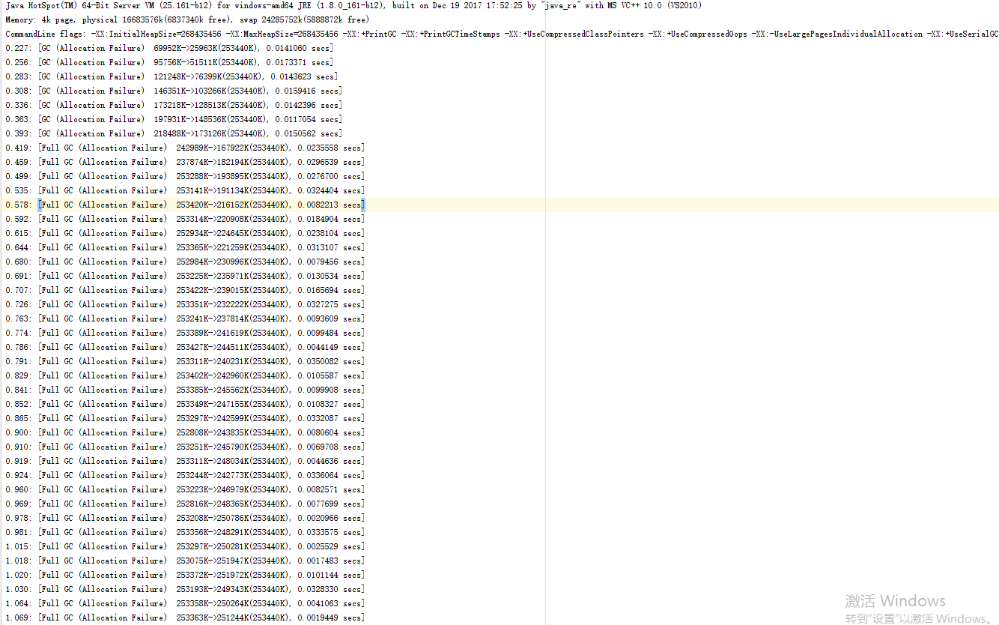 Java HotSpot(TM) 64-Bit Server VM (25.161-b12) for windows-amd64 JRE (1.8.0_161-b12), built on Dec 19 2017 17:52:25 by "java_re" with MS VC++ 10.0 (VS2010)
Memory: 4k page, physical 16683576k(6837340k free), swap 24285752k(5888872k free)
CommandLine flags: -XX:InitialHeapSize=268435456 -XX:MaxHeapSize=268435456 -XX:+PrintGC -XX:+PrintGCTimeStamps -XX:+UseCompressedClassPointers -XX:+UseCompressedOops -XX:-UseLargePagesIndividualAllocation -XX:+UseSerialGC
0.227: [GC (Allocation Failure)  69952K->25963K(253440K), 0.0141060 secs]
0.256: [GC (Allocation Failure)  95756K->51511K(253440K), 0.0173371 secs]
0.283: [GC (Allocation Failure)  121248K->76399K(253440K), 0.0143623 secs]
0.308: [GC (Allocation Failure)  146351K->103266K(253440K), 0.0159416 secs]
0.336: [GC (Allocation Failure)  173218K->128513K(253440K), 0.0142396 secs]
0.363: [GC (Allocation Failure)  197931K->148536K(253440K), 0.0117054 secs]
0.393: [GC (Allocation Failure)  218488K->173126K(253440K), 0.0150562 secs]
0.419: [Full GC (Allocation Failure)  242989K->167922K(253440K), 0.0235558 secs]
0.459: [Full GC (Allocation Failure)  237874K->182194K(253440K), 0.0296539 secs]
0.499: [Full GC (Allocation Failure)  253288K->193895K(253440K), 0.0276700 secs]
0.535: [Full GC (Allocation Failure)  253141K->191134K(253440K), 0.0324404 secs]
0.578: [Full GC (Allocation Failure)  253420K->216152K(253440K), 0.0082213 secs]
0.592: [Full GC (Allocation Failure)  253314K->220908K(253440K), 0.0184904 secs]
0.615: [Full GC (Allocation Failure)  252934K->224645K(253440K), 0.0238104 secs]
0.644: [Full GC (Allocation Failure)  253365K->221259K(253440K), 0.0313107 secs]
0.680: [Full GC (Allocation Failure)  252984K->230996K(253440K), 0.0079456 secs]
0.691: [Full GC (Allocation Failure)  253225K->235971K(253440K), 0.0130534 secs]
0.707: [Full GC (Allocation Failure)  253422K->239015K(253440K), 0.0165694 secs]
0.726: [Full GC (Allocation Failure)  253351K->232222K(253440K), 0.0327275 secs]
0.763: [Full GC (Allocation Failure)  253241K->237814K(253440K), 0.0093609 secs]
0.774: [Full GC (Allocation Failure)  253389K->241619K(253440K), 0.0099484 secs]
0.786: [Full GC (Allocation Failure)  253427K->244511K(253440K), 0.0044149 secs]
0.791: [Full GC (Allocation Failure)  253311K->240231K(253440K), 0.0350082 secs]
0.829: [Full GC (Allocation Failure)  253402K->242960K(253440K), 0.0105587 secs]
0.841: [Full GC (Allocation Failure)  253385K->245562K(253440K), 0.0099908 secs]
0.852: [Full GC (Allocation Failure)  253349K->247155K(253440K), 0.0108327 secs]
0.865: [Full GC (Allocation Failure)  253297K->242599K(253440K), 0.0332087 secs]
0.900: [Full GC (Allocation Failure)  252808K->243835K(253440K), 0.0080604 secs]
0.910: [Full GC (Allocation Failure)  253251K->245790K(253440K), 0.0069708 secs]
0.919: [Full GC (Allocation Failure)  253311K->248034K(253440K), 0.0044636 secs]
0.924: [Full GC (Allocation Failure)  253244K->242773K(253440K), 0.0336064 secs]
0.960: [Full GC (Allocation Failure)  253223K->246979K(253440K), 0.0082571 secs]
0.969: [Full GC (Allocation Failure)  252816K->248365K(253440K), 0.0077699 secs]
0.978: [Full GC (Allocation Failure)  253208K->250786K(253440K), 0.0020966 secs]
0.981: [Full GC (Allocation Failure)  253356K->248291K(253440K), 0.0333575 secs]
1.015: [Full GC (Allocation Failure)  253297K->250281K(253440K), 0.0025529 secs]
1.018: [Full GC (Allocation Failure)  253075K->251947K(253440K), 0.0017483 secs]
1.020: [Full GC (Allocation Failure)  253372K->251972K(253440K), 0.0101144 secs]
1.030: [Full GC (Allocation Failure)  253193K->249343K(253440K), 0.0328330 secs]
1.064: [Full GC (Allocation Failure)  253358K->250264K(253440K), 0.0041063 secs]
1.069: [Full GC (Allocation Failure)  253363K->251244K(253440K), 0.0019449 secs]
激活 Windows
转到“设置”以激活 Windows。